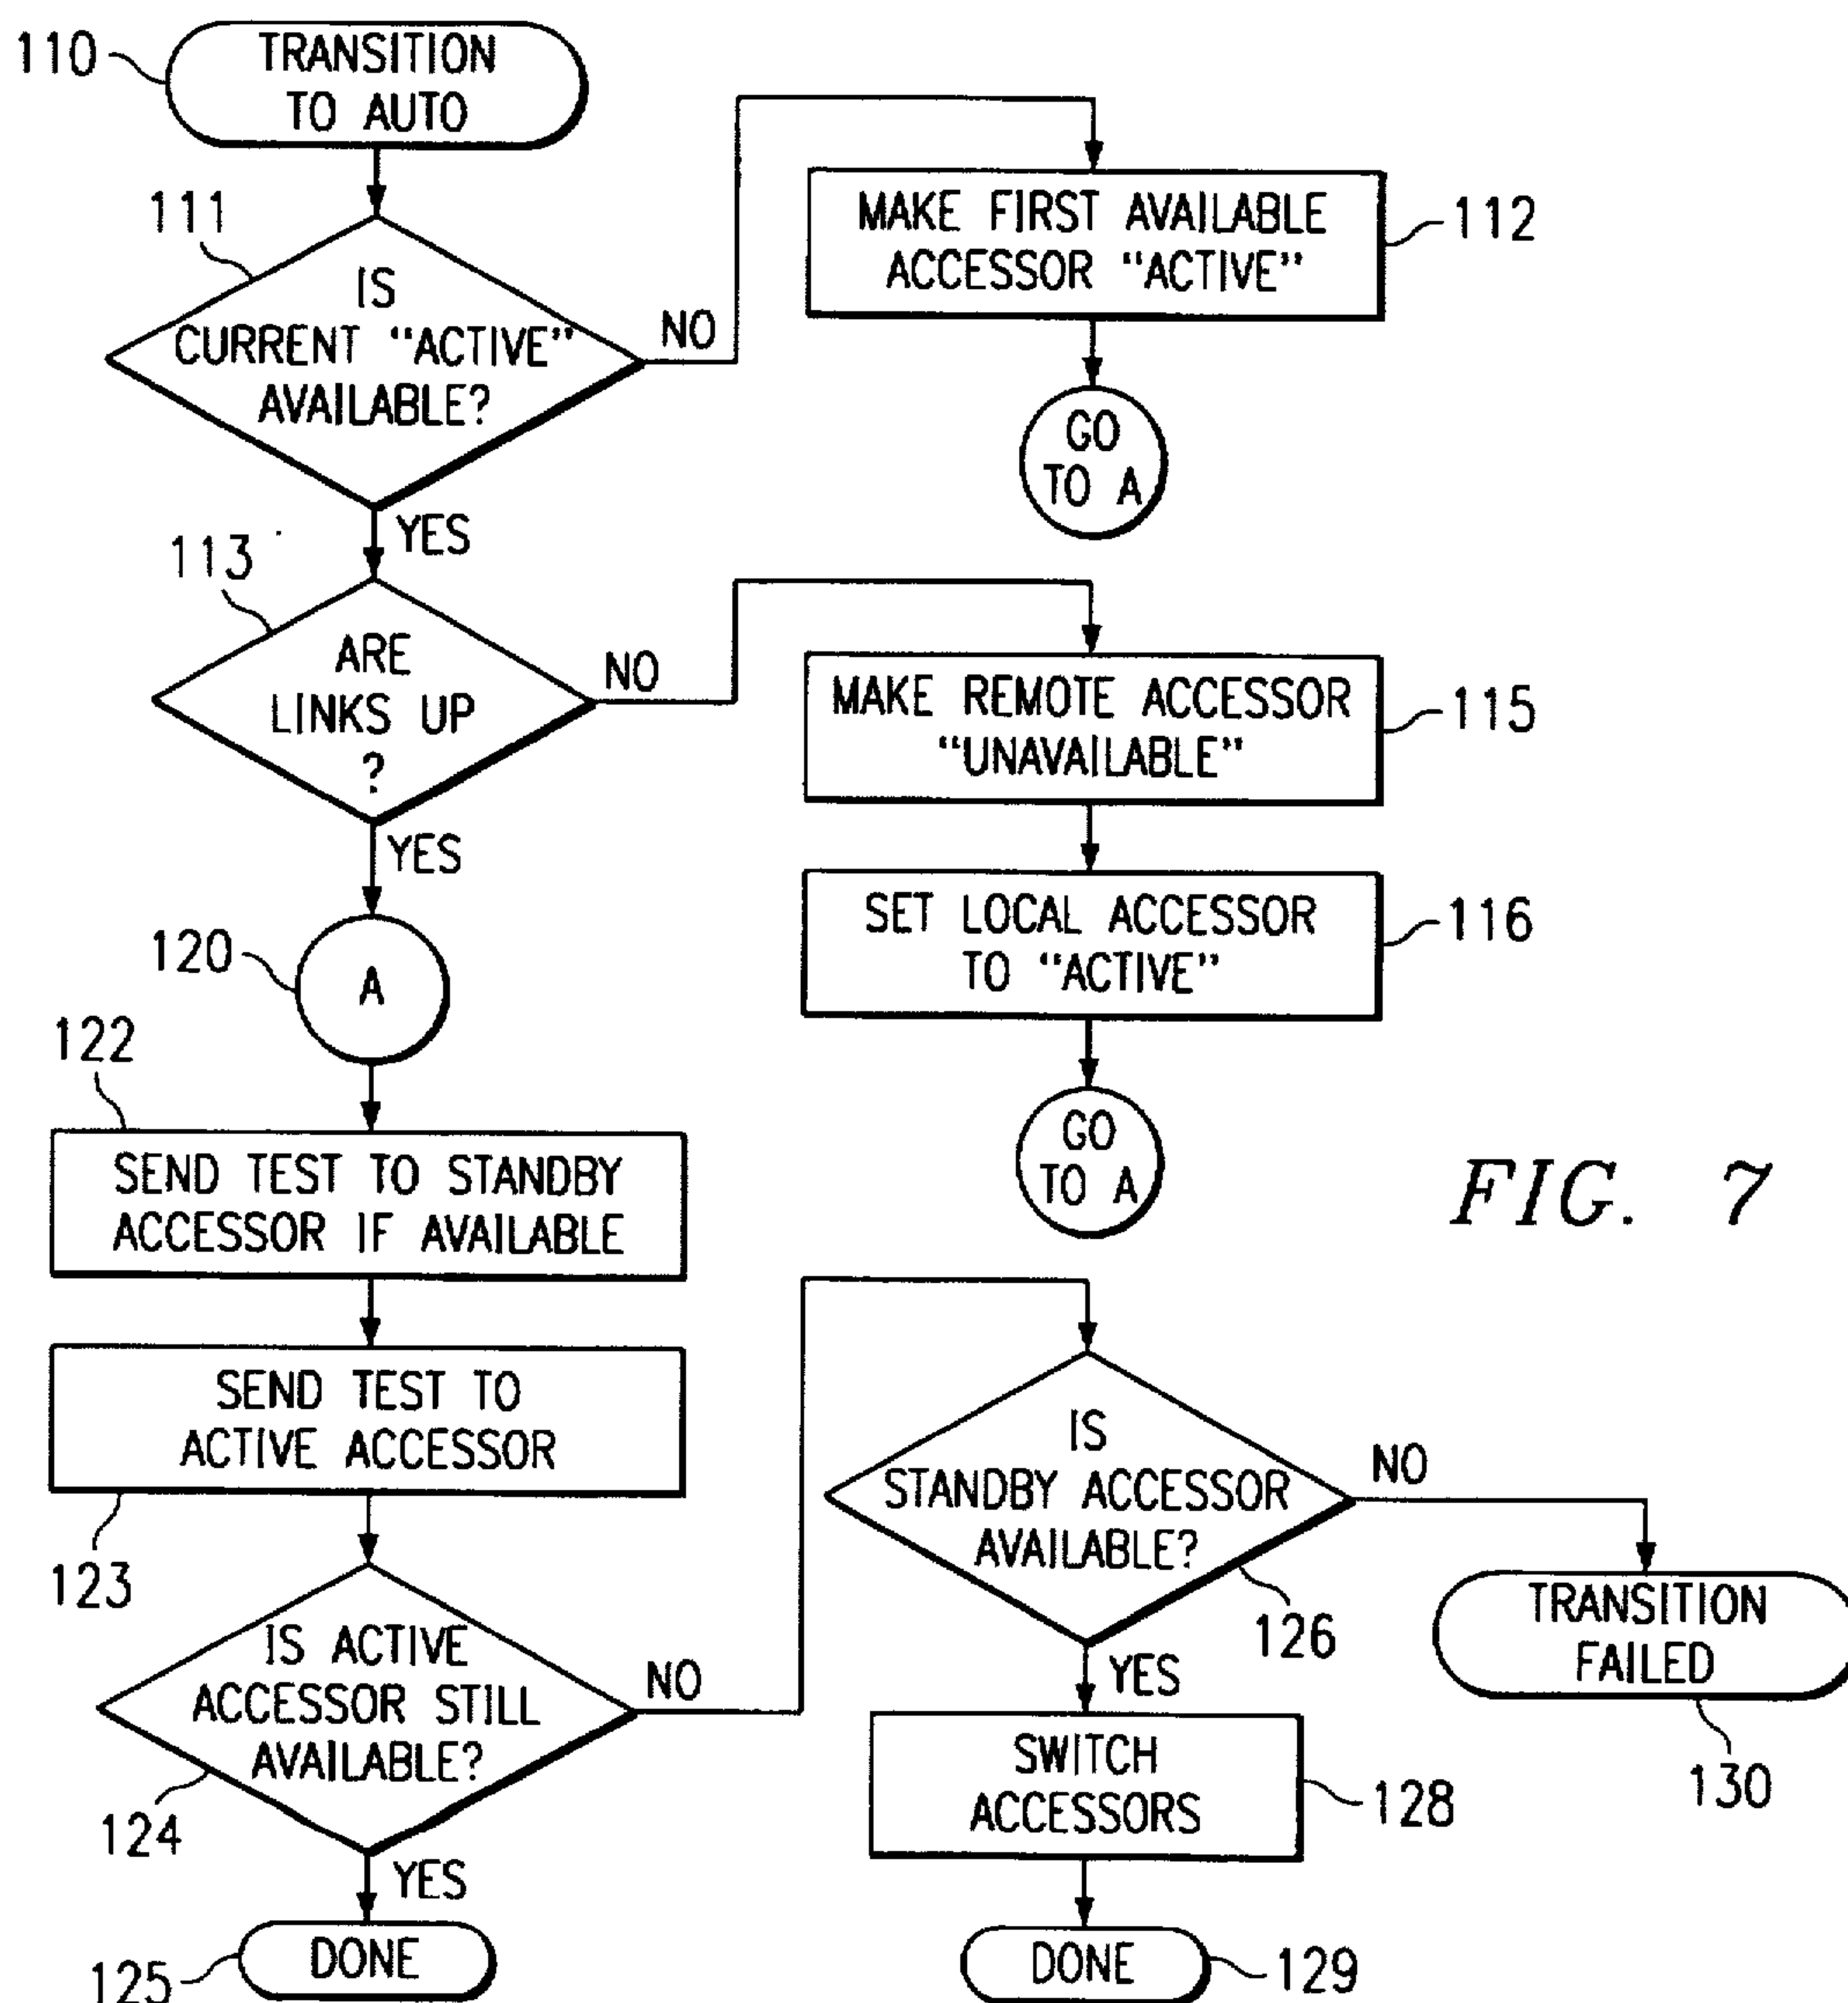 110
TRANSITION
TO AUTO
111
IS
CURRENT "ACTIVE"
AVAILABLE?
NO
MAKE FIRST AVAILABLE
ACCESSOR "ACTIVE"
112
GO
TO A
YES
113
ARE
LINKS UP
?
NO
MAKE REMOTE ACCESSOR
"UNAVAILABLE"
115
YES
SET LOCAL ACCESSOR
TO "ACTIVE"
116
120
A
GO
TO A
FIG. 7
122
SEND TEST TO STANDBY
ACCESSOR IF AVAILABLE
SEND TEST TO
ACTIVE ACCESSOR
123
IS ACTIVE
ACCESSOR STILL
AVAILABLE?
124
NO
IS
STANDBY ACCESSOR
AVAILABLE?
126
NO
TRANSITION
FAILED
130
YES
SWITCH
ACCESSORS
128
YES
DONE
125
DONE
129